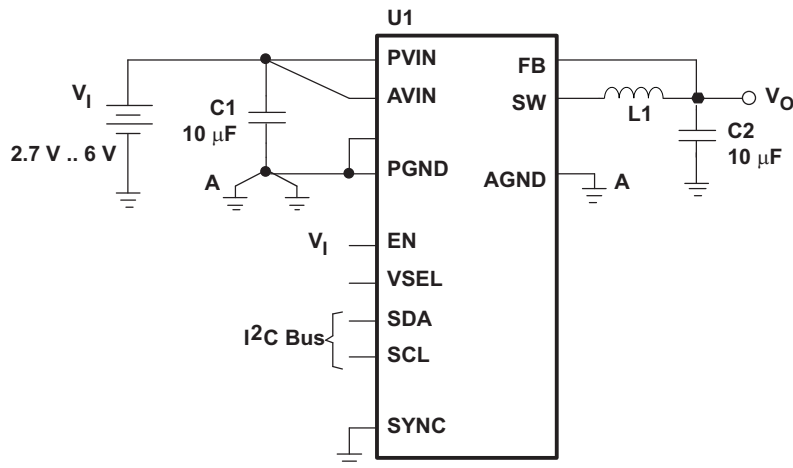 U1
PVIN
AVIN
PGND
EN
VSEL
SDA
SCL
SYNC
FB
SW
AGND
V_I
2.7 V .. 6 V
C1
10 μF
A
V_I
I²C Bus
L1
V_O
C2
10 μF
A